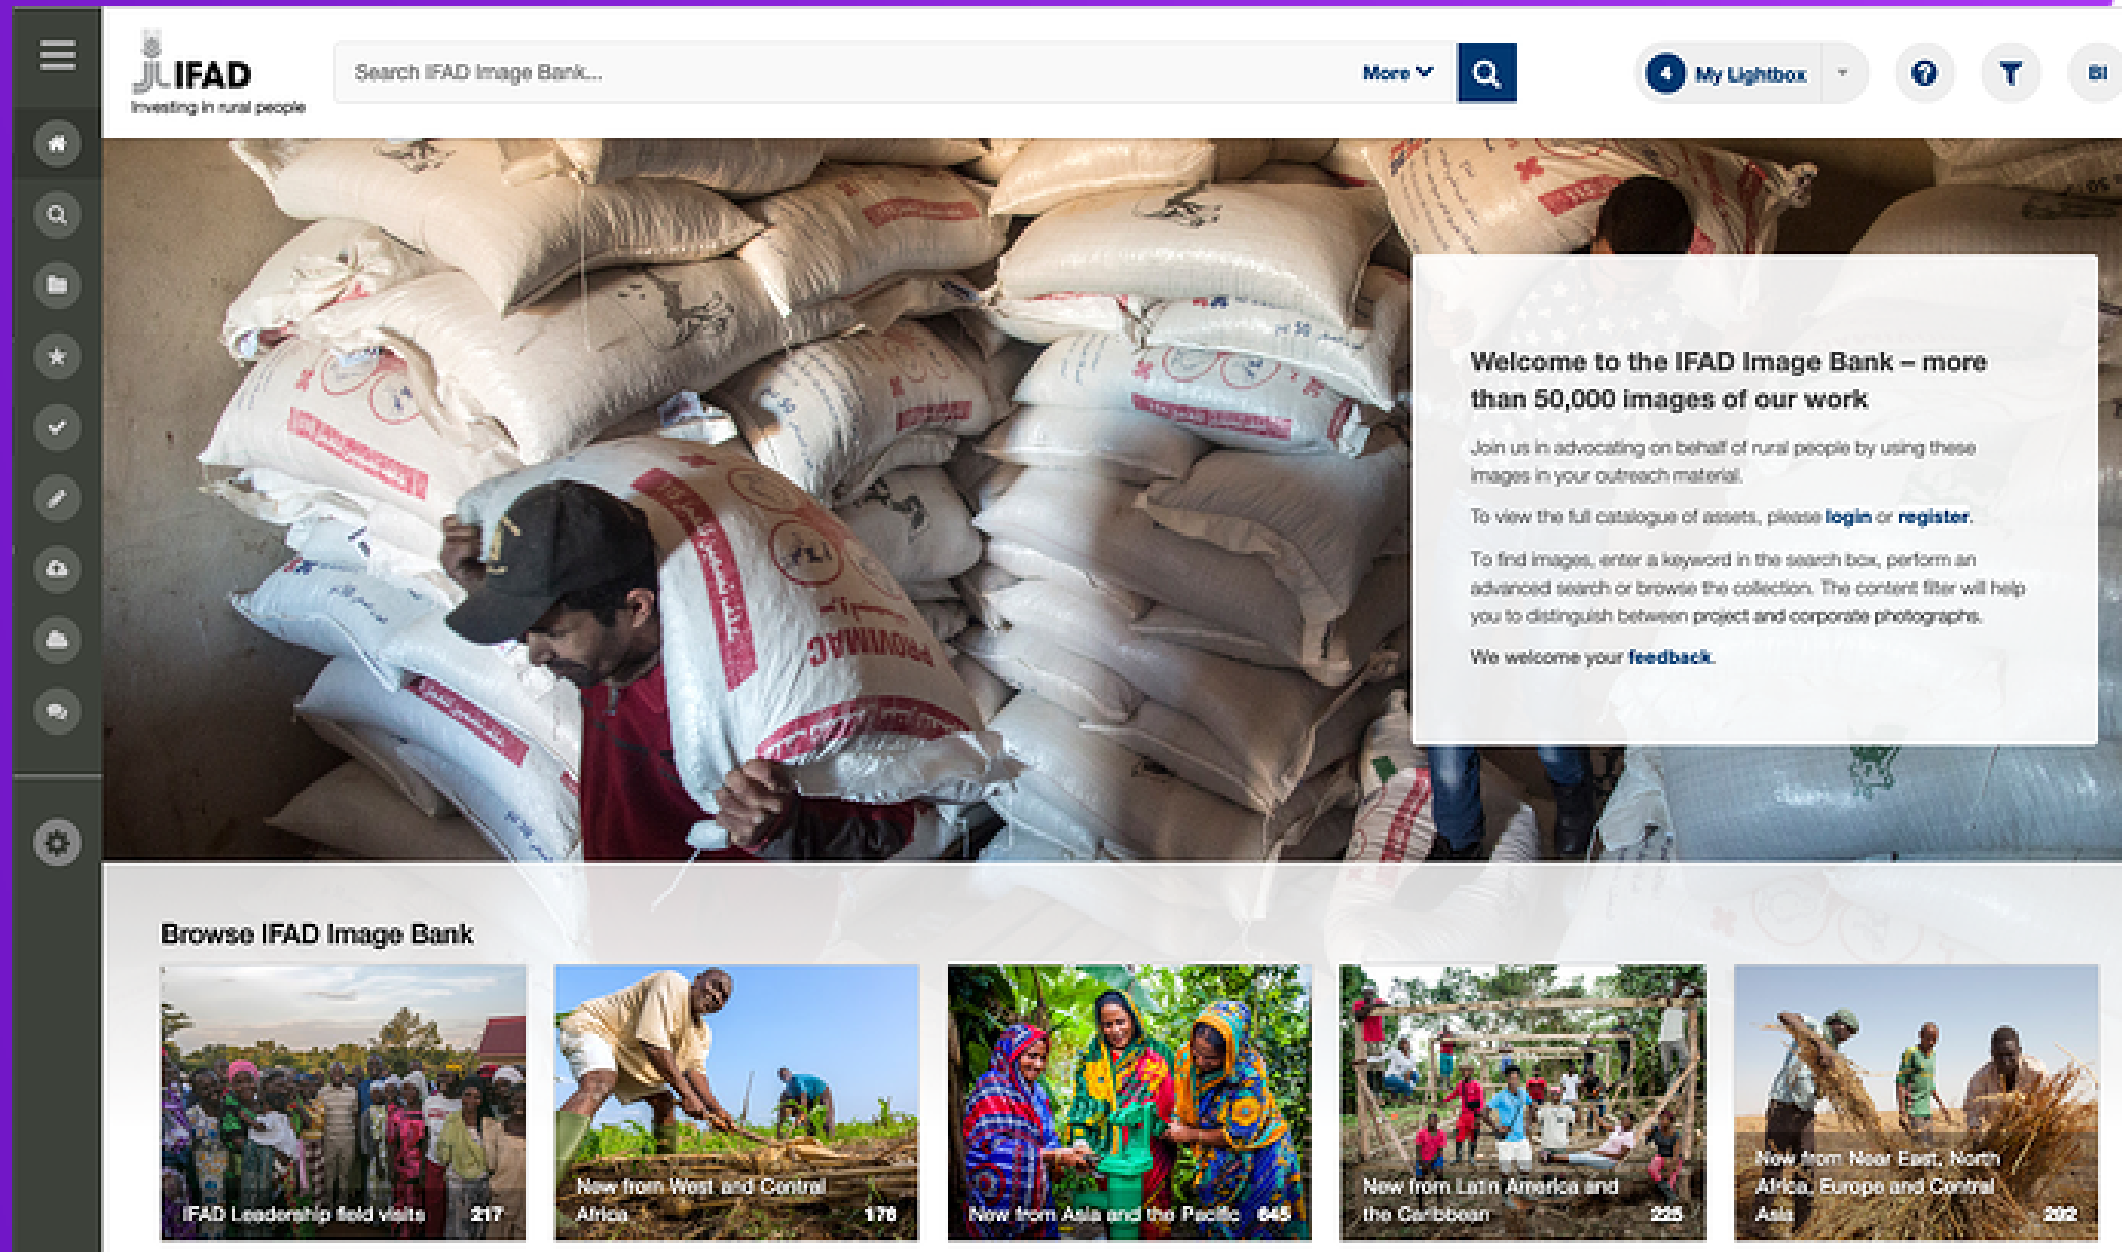 IFAD
Investing in rural people
Search IFAD Image Bank...
More
4
My Lightbox
BI
PROVIMAC
Welcome to the IFAD Image Bank – more
than 50,000 images of our work
Join us in advocating on behalf of rural people by using these
images in your outreach material.
To view the full catalogue of assets, please login or register.
To find images, enter a keyword in the search box, perform an
advanced search or browse the collection. The content filter will help
you to distinguish between project and corporate photographs.
We welcome your feedback.
Browse IFAD Image Bank
IFAD Leadership field visits 217
New from West and Central
Africa 176
New from Asia and the Pacific 645
New from Latin America and
the Caribbean 225
New from Near East, North
Africa, Europe and Central
Asia 202